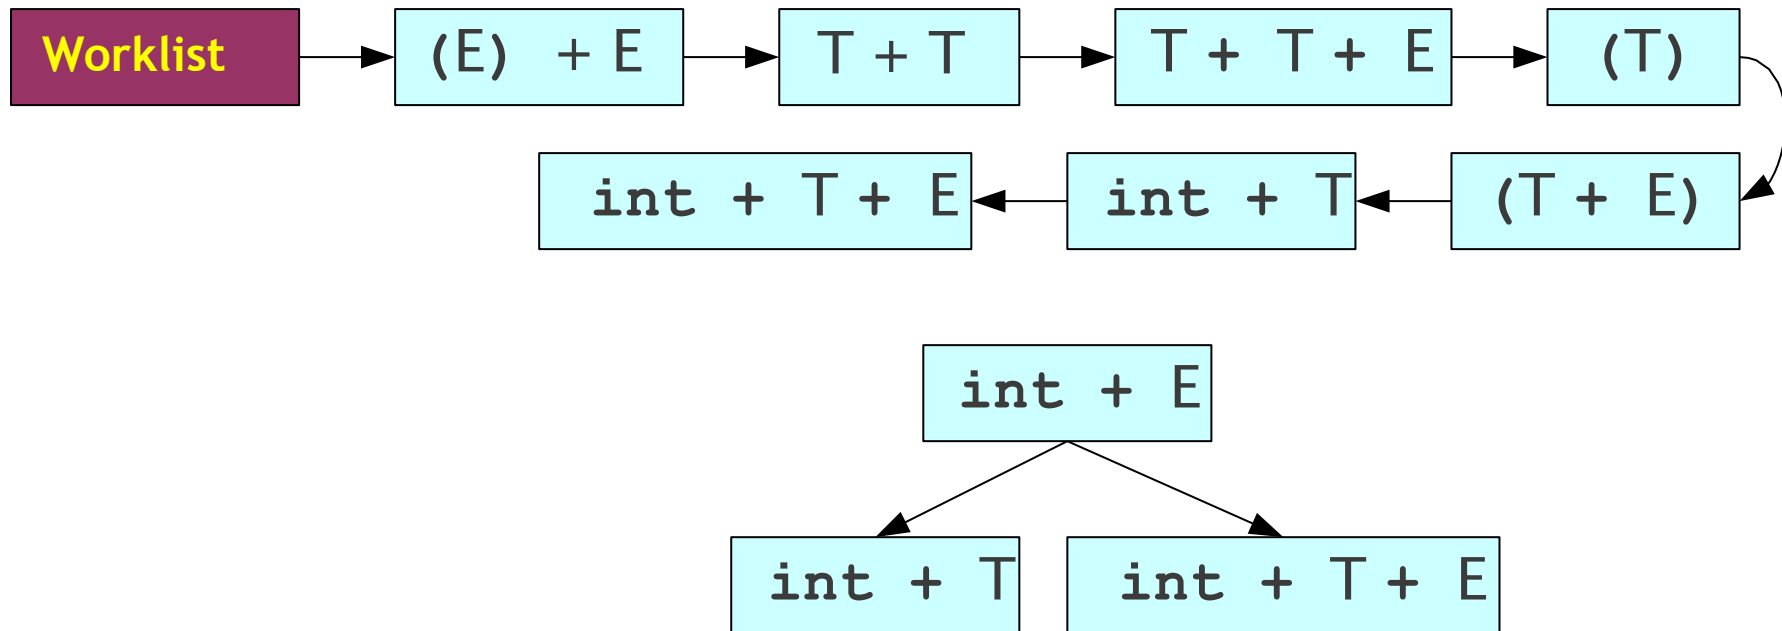 Worklist (E) + E T + T T + T + E (T)
int + T + E int + T (T + E)
int + E
int + T int + T + E